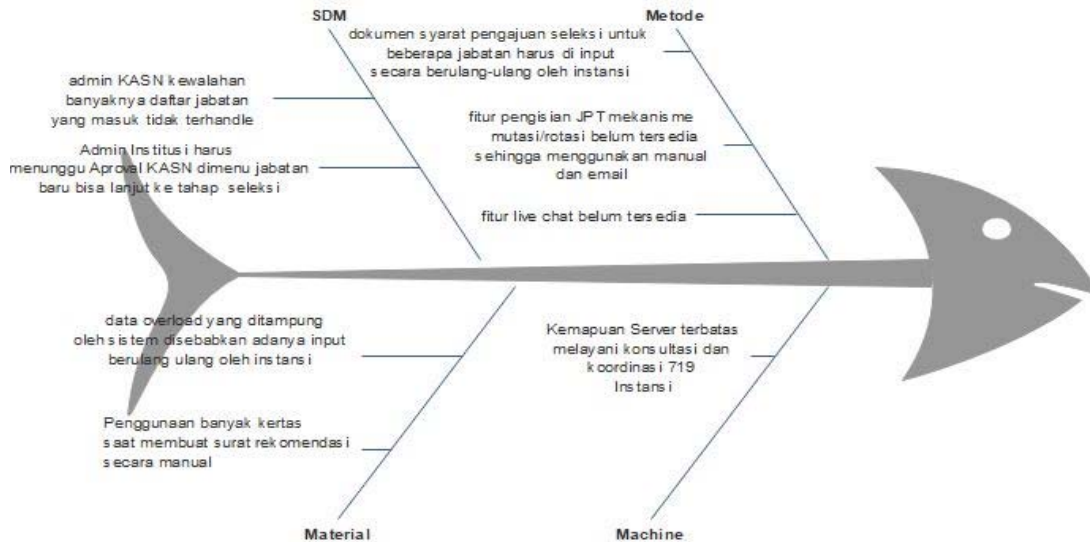 SDM
Metode
dokumen syarat pengajuan seleksi untuk
beberapa jabatan harus di input
secara berulang-ulang oleh instansi
admin KASN kewalahan
banyaknya daftar jabatan
yang masuk tidak terhandle
fitur pengisian JPT mekanisme
mutasi/rotasi belum tersedia
sehingga menggunakan manual
dan email
Admin Institusi harus
menunggu Aproval KASN dimenu jabatan
baru bisa lanjut ke tahap seleksi
fitur live chat belum tersedia
data overload yang ditampung
oleh sistem disebabkan adanya input
berulang ulang oleh instansi
Kemapuan Server terbatas
melayani konsultasi dan
koordinasi 719
Instansi
Penggunaan banyak kertas
saat membuat surat rekomendasi
secara manual
Material
Machine